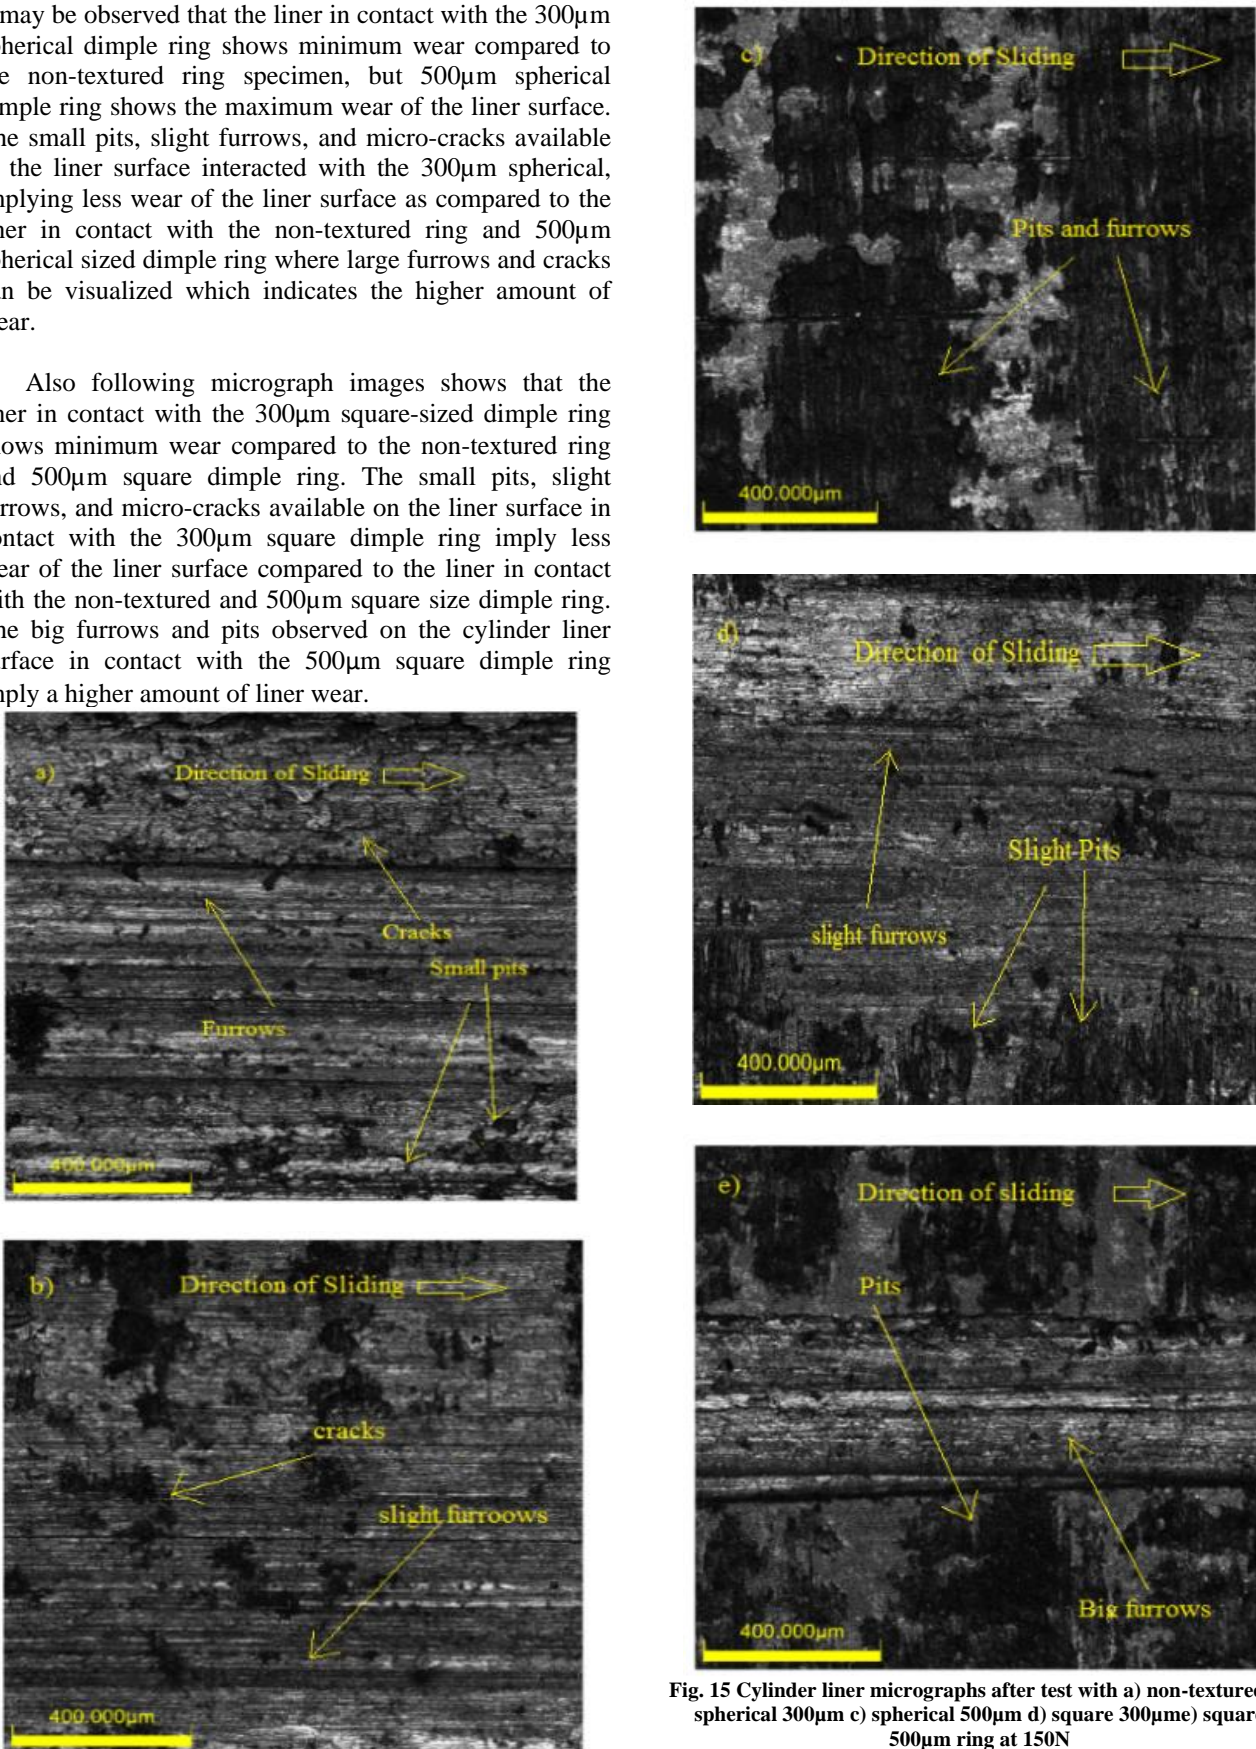 may be observed that the liner in contact with the 300µm
pherical dimple ring shows minimum wear compared to
e non-textured ring specimen, but 500µm spherical
imple ring shows the maximum wear of the liner surface.
he small pits, slight furrows, and micro-cracks available
the liner surface interacted with the 300µm spherical,
mplying less wear of the liner surface as compared to the
ner in contact with the non-textured ring and 500µm
pherical sized dimple ring where large furrows and cracks
an be visualized which indicates the higher amount of
ear.
Also following micrograph images shows that the
ner in contact with the 300µm square-sized dimple ring
hows minimum wear compared to the non-textured ring
nd 500µm square dimple ring. The small pits, slight
urrows, and micro-cracks available on the liner surface in
ontact with the 300µm square dimple ring imply less
ear of the liner surface compared to the liner in contact
ith the non-textured and 500µm square size dimple ring.
he big furrows and pits observed on the cylinder liner
urface in contact with the 500µm square dimple ring
mply a higher amount of liner wear.
a) Direction of Sliding
Cracks
Small pits
Furrows
400.000µm
b) Direction of Sliding
cracks
slight furroows
400.000µm
c) Direction of Sliding
Pits and furrows
400.000µm
d) Direction of Sliding
Slight Pits
slight furrows
400.000µm
e) Direction of sliding
Pits
Big furrows
400.000µm
Fig. 15 Cylinder liner micrographs after test with a) non-textured
spherical 300µm c) spherical 500µm d) square 300µme) square
500µm ring at 150N